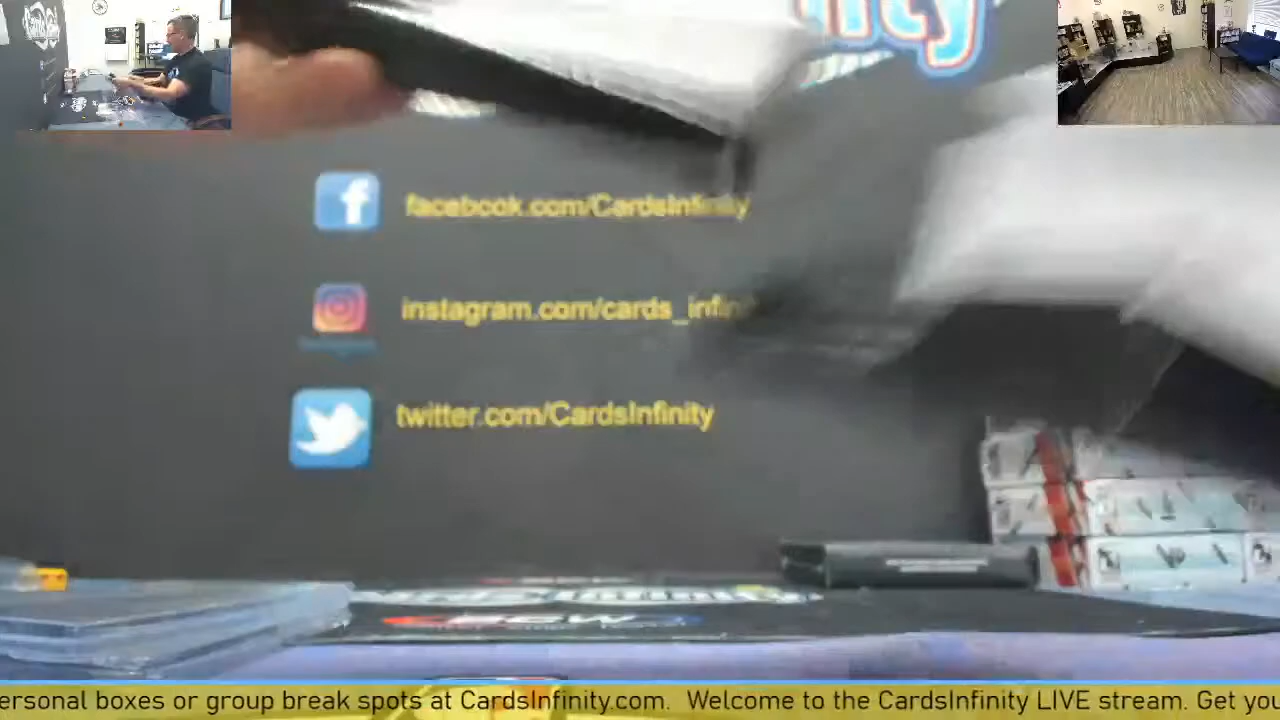 facebook.com/CardsInfinity
instagram.com/cards_infin
twitter.com/CardsInfinity
ersonal boxes or group break spots at CardsInfinity.com. Welcome to the CardsInfinity LIVE stream. Get you